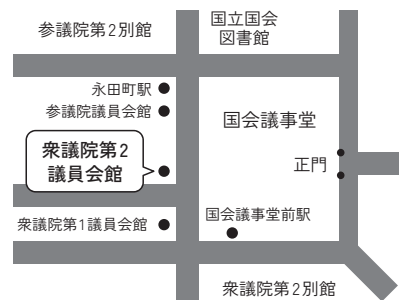 参議院第2別館
国立国会
図書館
永田町駅
参議院議員会館
国会議事堂
衆議院第2
議員会館
正門
国会議事堂前駅
衆議院第1議員会館
衆議院第2別館